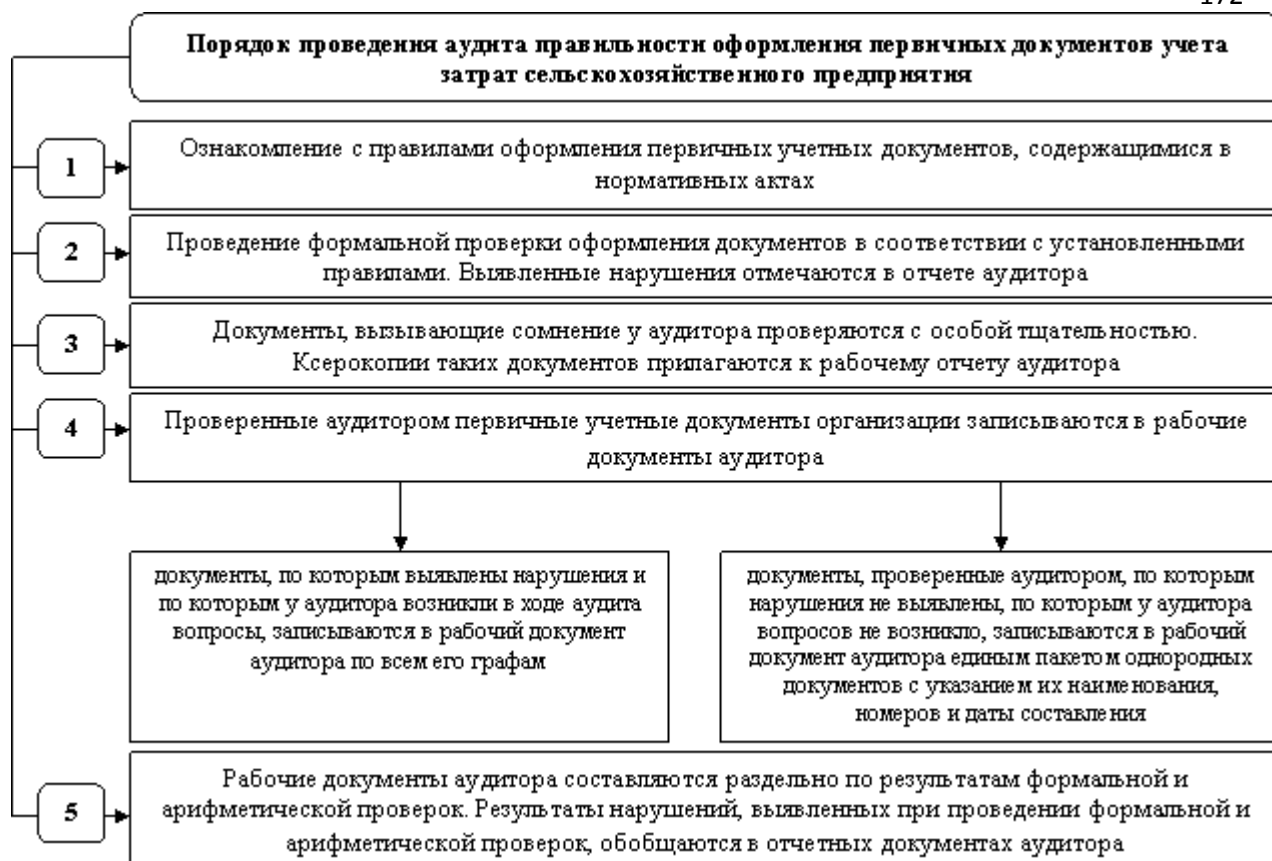 Порядок проведения аудита правильности оформления первичных документов учета
затрат сельскохозяйственного предприятия
1
Ознакомление с правилами оформления первичных учетных документов, содержащимися в
нормативных актах
2
Проведение формальной проверки оформления документов в соответствии с установленными
правилами. Выявленные нарушения отмечаются в отчете аудитора
3
Документы, вызывающие сомнение у аудитора проверяются с особой тщательностью.
Ксерокопии таких документов прилагаются к рабочему отчету аудитора
4
Проверенные аудитором первичные учетные документы организации записываются в рабочие
документы аудитора
документы, по которым выявлены нарушения и
по которым у аудитора возникли в ходе аудита
вопросы, записываются в рабочий документ
аудитора по всем его графам
документы, проверенные аудитором, по которым
нарушения не выявлены, по которым у аудитора
вопросов не возникло, записываются в рабочий
документ аудитора единым пакетом однородных
документов с указанием их наименования,
номеров и даты составления
5
Рабочие документы аудитора составляются раздельно по результатам формальной и
арифметической проверок. Результаты нарушений, выявленных при проведении формальной и
арифметической проверок, обобщаются в отчетных документах аудитора